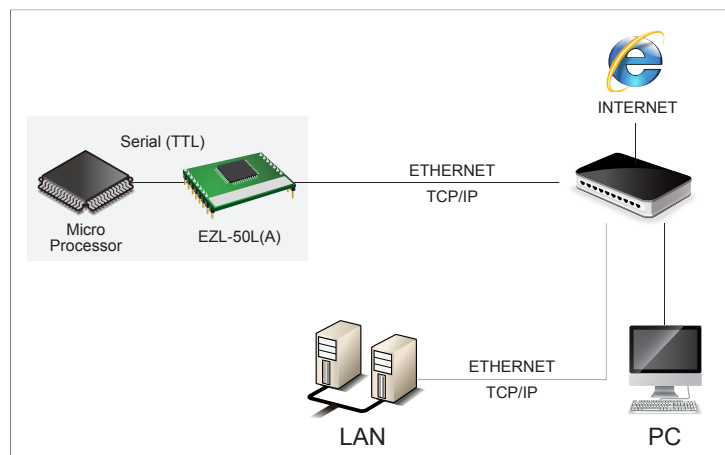 INTERNET
Serial (TTL)
ETHERNET
TCP/IP
Micro
Processor
EZL-50L(A)
ETHERNET
TCP/IP
LAN
PC